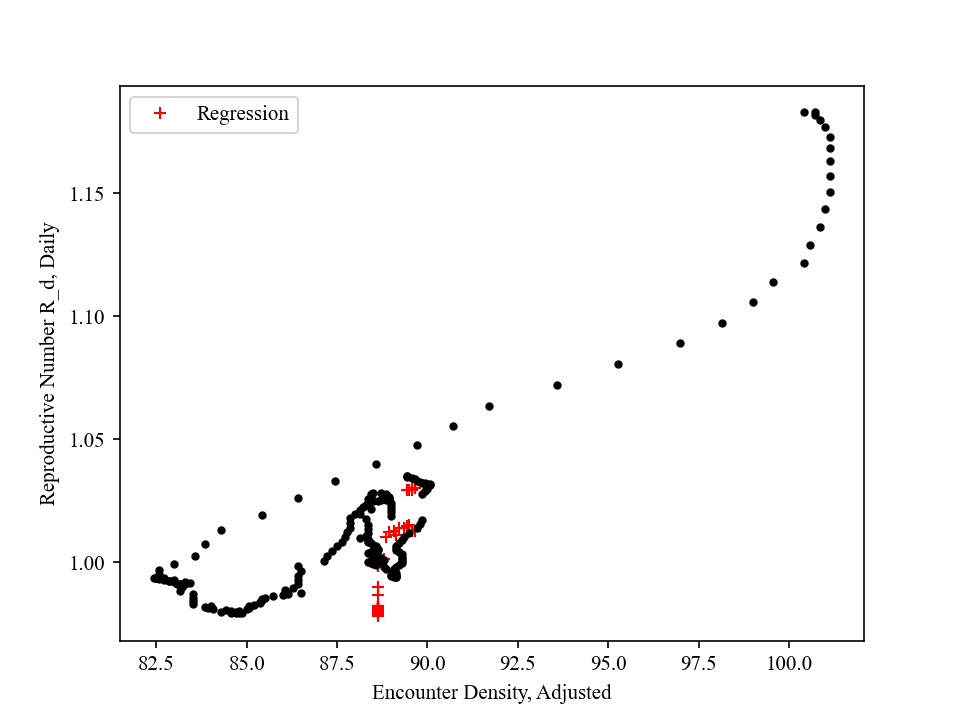 Regression
1.15
1.10
1.05
1.00
Reproductive Number R_d, Daily
82.5 85.0 87.5 90.0 92.5 95.0 97.5 100.0
Encounter Density, Adjusted